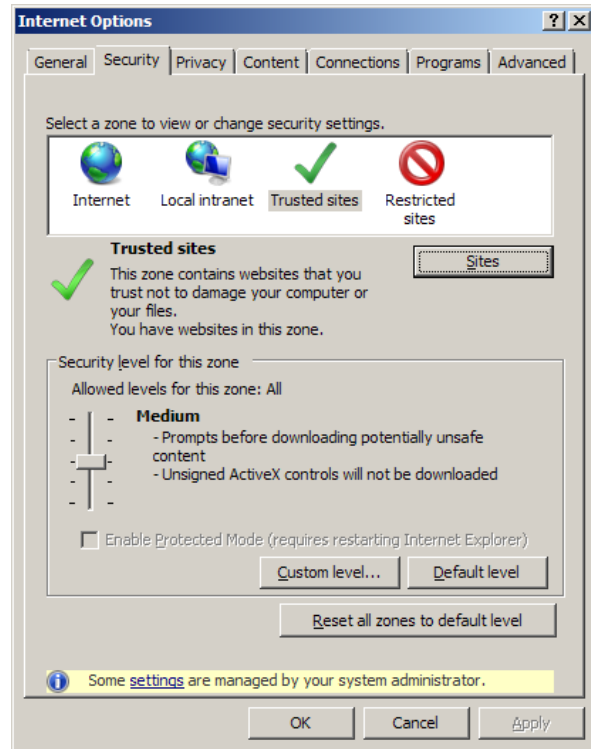 Internet Options
General Security Privacy Content Connections Programs Advanced
Select a zone to view or change security settings.
Internet Local intranet Trusted sites Restricted
sites
Trusted sites
Sites
This zone contains websites that you
trust not to damage your computer or
your files.
You have websites in this zone.
Security level for this zone
Allowed levels for this zone: All
Medium
- Prompts before downloading potentially unsafe
content
- Unsigned ActiveX controls will not be downloaded
Enable Protected Mode (requires restarting Internet Explorer)
Custom level... Default level
Reset all zones to default level
Some settings are managed by your system administrator.
OK Cancel Apply